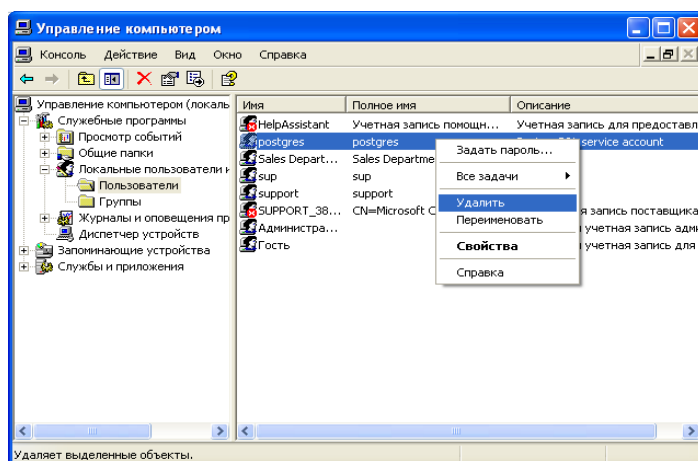 Управление компьютером
Консоль Действие Вид Окно Справка
Управление компьютером (локаль
Служебные программы
Просмотр событий
Общие папки
Локальные пользователи и
Пользователи
Группы
Журналы и оповещения пр
Диспетчер устройств
Запоминающие устройства
Службы и приложения
Имя Полное имя Описание
HelpAssistant Учетная запись помощн... Учетная запись для предоставл
postgres postgres service account
Sales Depart... Sales Departme
sup sup
support support
SUPPORT_38... CN=Microsoft C я запись поставщика
Администра... учетная запись адм
Гость учетная запись для
Задать пароль...
Все задачи
Удалить
Переименовать
Свойства
Справка
Удаляет выделенные объекты.